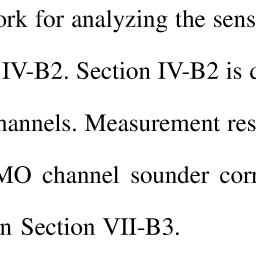 ork for analyzing the sens
IV-B2. Section IV-B2 is
hannels. Measurement res
MO channel sounder corr
n Section VII-B3.